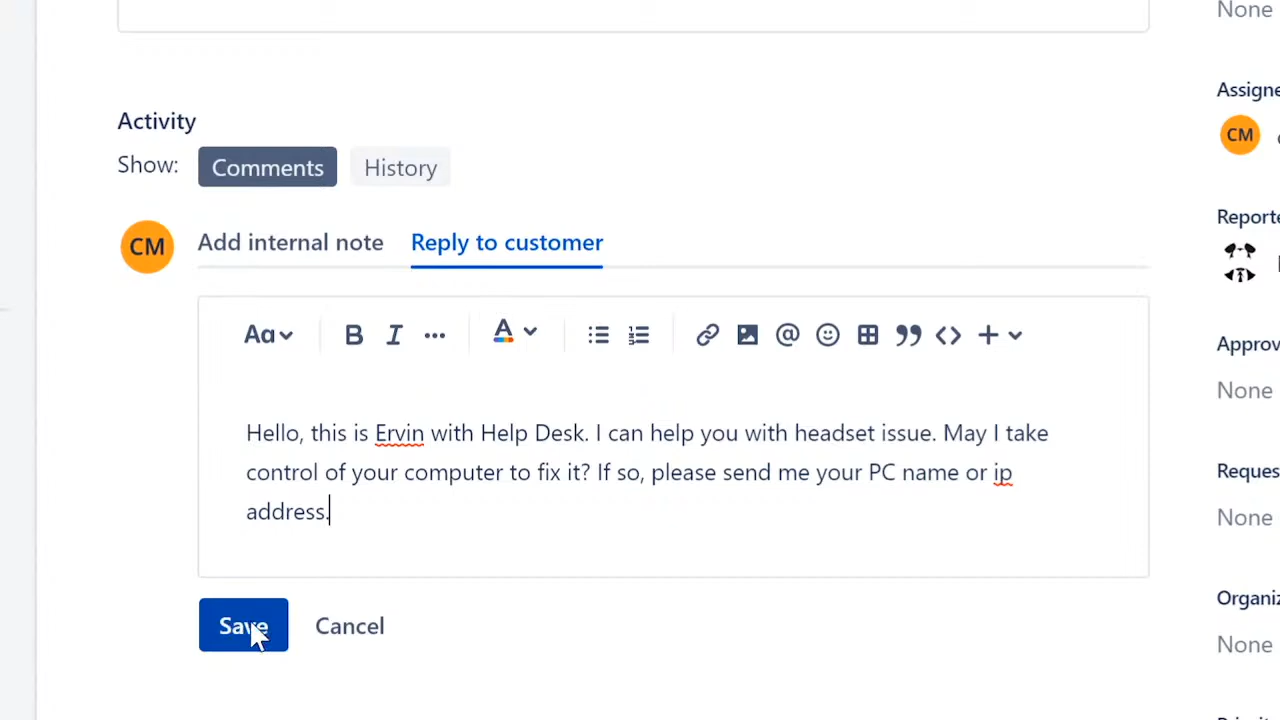 None
Activity
Show: Comments History
CM Add internal note Reply to customer
Aa B I A
Hello, this is Ervin with Help Desk. I can help you with headset issue. May I take
control of your computer to fix it? If so, please send me your PC name or ip
address.
Save Cancel
Assigne
CM
Reporte
Approv
None
Reques
None
Organiz
None